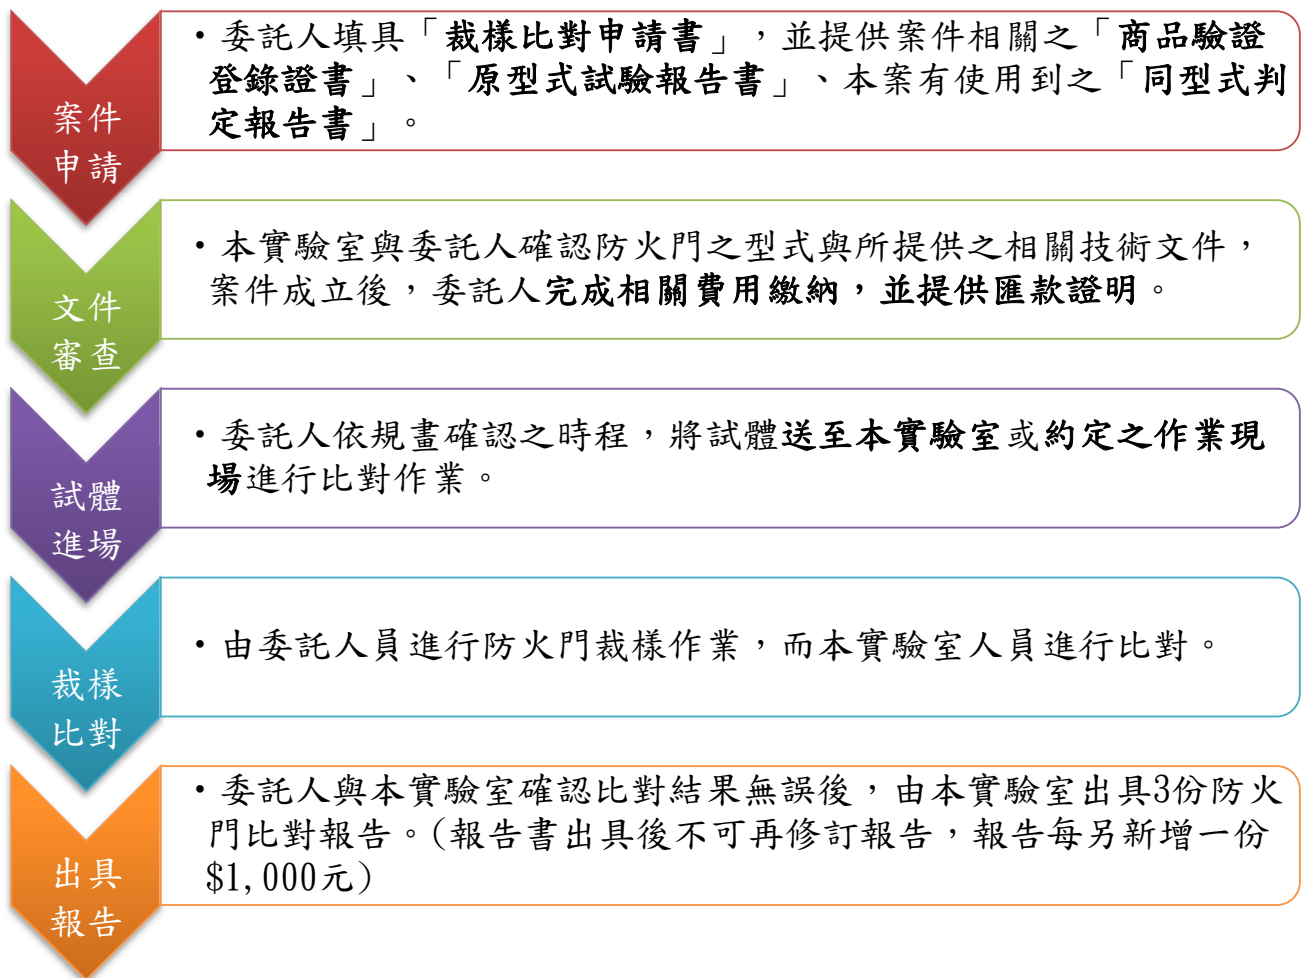 案件
申請
•委託人填具「裁樣比對申請書」，並提供案件相關之「商品驗證
登錄證書」、「原型式試驗報告書」、本案有使用到之「同型式判
定報告書」。
文件
審查
•本實驗室與委託人確認防火門之型式與所提供之相關技術文件，
案件成立後，委託人完成相關費用繳納，並提供匯款證明。
試體
進場
•委託人依規畫確認之時程，將試體送至本實驗室或約定之作業現
場進行比對作業。
裁樣
比對
•由委託人員進行防火門裁樣作業，而本實驗室人員進行比對。
出具
報告
•委託人與本實驗室確認比對結果無誤後，由本實驗室出具3份防火
門比對報告。(報告書出具後不可再修訂報告，報告每另新增一份
$1,000元)